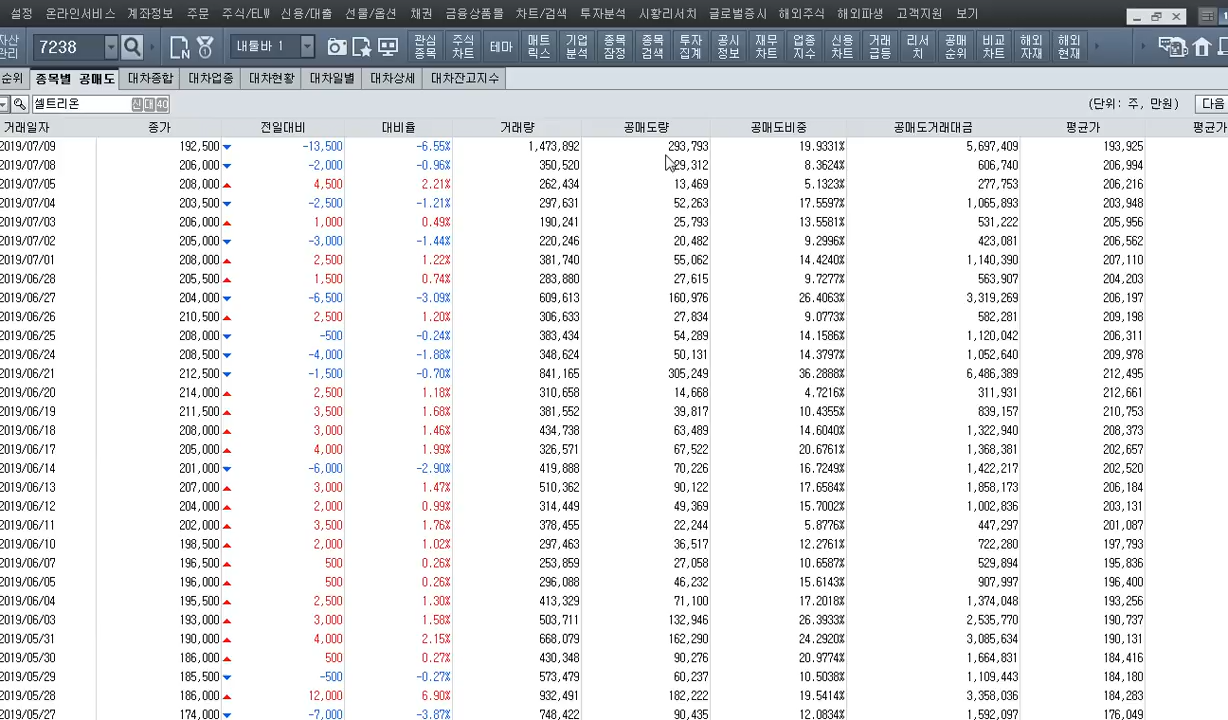 설정 온라인서비스 계좌정보 주문 주식/ELW 신용/대출 선물/옵션 채권 금융상품몰 차트/검색 투자분석 시황리서치 글로벌증시 해외주식 해외파생 고객지원 보기
자산관리 7238 내툴바 1 관심종목 주식차트 테마 매트릭스 기업분석 종목잠정 종목검색 투자집계 공시정보 재무차트 업종지수 신용차트 거래급등 리서치 공매순위 비교차트 해외자재 해외현재
순위 종목별 공매도 대차종합 대차업종 대차현황 대차일별 대차상세 대차잔고지수
셀트리온 신 대 40 (단위: 주, 만원) 다음
거래일자 종가 전일대비 대비율 거래량 공매도량 공매도비중 공매도거래대금 평균가 평균가
2019/07/09 192,500 -13,500 -6.55% 1,473,892 293,793 19.9331% 5,697,409 193,925
2019/07/08 206,000 -2,000 -0.96% 350,520 29,312 8.3624% 606,740 206,994
2019/07/05 208,000 4,500 2.21% 262,434 13,469 5.1323% 277,753 206,216
2019/07/04 203,500 -2,500 -1.21% 297,631 52,263 17.5597% 1,065,893 203,948
2019/07/03 206,000 1,000 0.49% 190,241 25,793 13.5581% 531,222 205,956
2019/07/02 205,000 -3,000 -1.44% 220,246 20,482 9.2996% 423,081 206,562
2019/07/01 208,000 2,500 1.22% 381,740 55,062 14.4240% 1,140,390 207,110
2019/06/28 205,500 1,500 0.74% 283,880 27,615 9.7277% 563,907 204,203
2019/06/27 204,000 -6,500 -3.09% 609,613 160,976 26.4063% 3,319,269 206,197
2019/06/26 210,500 2,500 1.20% 306,633 27,834 9.0773% 582,281 209,198
2019/06/25 208,000 -500 -0.24% 383,434 54,289 14.1586% 1,120,042 206,311
2019/06/24 208,500 -4,000 -1.88% 348,624 50,131 14.3797% 1,052,640 209,978
2019/06/21 212,500 -1,500 -0.70% 841,165 305,249 36.2888% 6,486,389 212,495
2019/06/20 214,000 2,500 1.18% 310,658 14,668 4.7216% 311,931 212,661
2019/06/19 211,500 3,500 1.68% 381,552 39,817 10.4355% 839,157 210,753
2019/06/18 208,000 3,000 1.46% 434,738 63,489 14.6040% 1,322,940 208,373
2019/06/17 205,000 4,000 1.99% 326,571 67,522 20.6761% 1,368,381 202,657
2019/06/14 201,000 -6,000 -2.90% 419,888 70,226 16.7249% 1,422,217 202,520
2019/06/13 207,000 3,000 1.47% 510,362 90,122 17.6584% 1,858,173 206,184
2019/06/12 204,000 2,000 0.99% 314,449 49,369 15.7002% 1,002,836 203,131
2019/06/11 202,000 3,500 1.76% 378,455 22,244 5.8776% 447,297 201,087
2019/06/10 198,500 2,000 1.02% 297,463 36,517 12.2761% 722,280 197,793
2019/06/07 196,500 500 0.26% 253,859 27,058 10.6587% 529,894 195,836
2019/06/05 196,000 500 0.26% 296,088 46,232 15.6143% 907,997 196,400
2019/06/04 195,500 2,500 1.30% 413,329 71,100 17.2018% 1,374,048 193,256
2019/06/03 193,000 3,000 1.58% 503,711 132,946 26.3933% 2,535,770 190,737
2019/05/31 190,000 4,000 2.15% 668,079 162,290 24.2920% 3,085,634 190,131
2019/05/30 186,000 500 0.27% 430,348 90,276 20.9774% 1,664,831 184,416
2019/05/29 185,500 -500 -0.27% 573,479 60,237 10.5038% 1,109,443 184,180
2019/05/28 186,000 12,000 6.90% 932,491 182,222 19.5414% 3,358,036 184,283
2019/05/27 174,000 -7,000 -3.87% 748,422 90,435 12.0834% 1,592,097 176,049